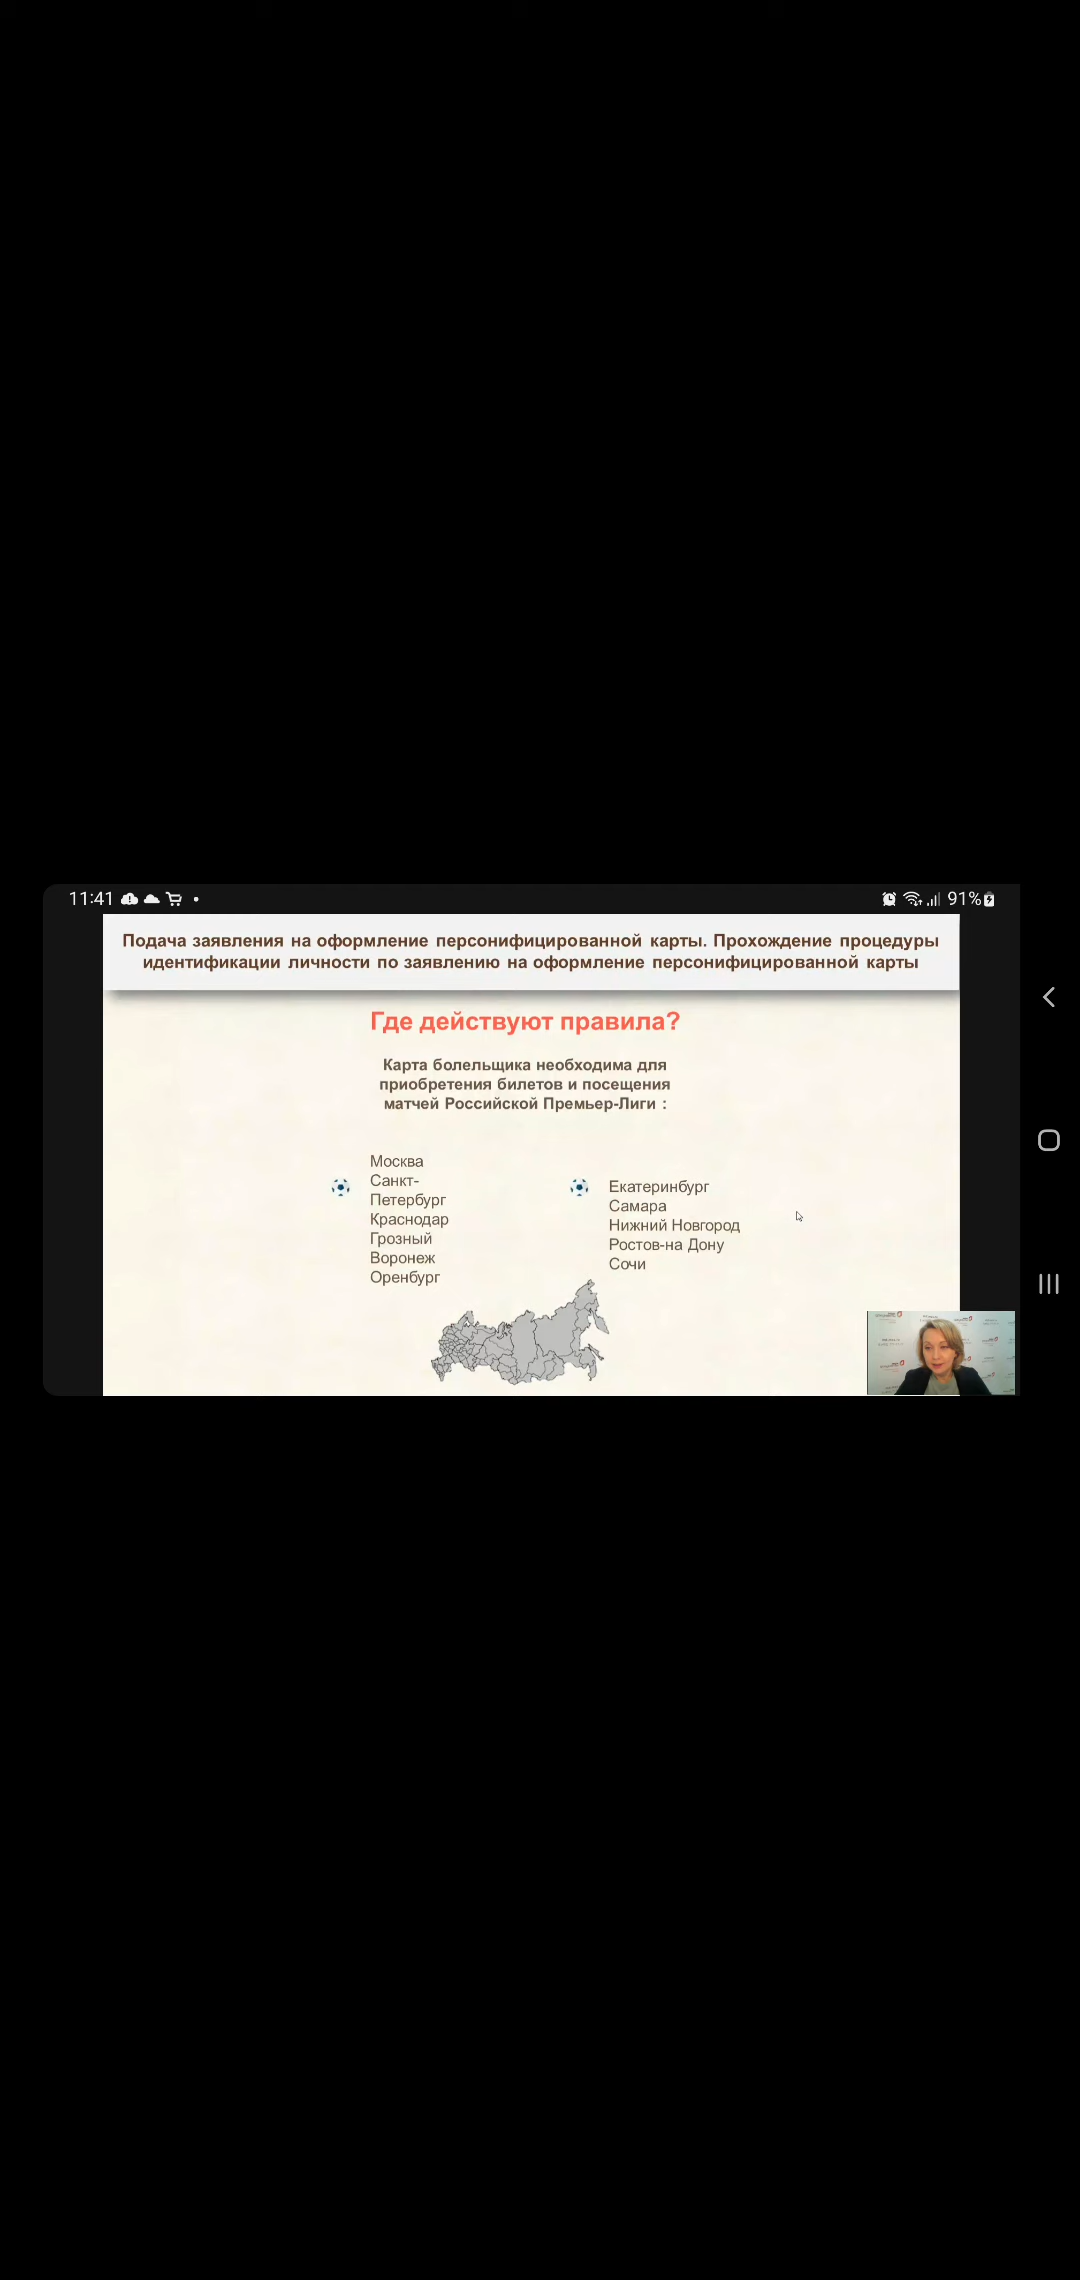 11:41
91%
Подача заявления на оформление персонифицированной карты. Прохождение процедуры
идентификации личности по заявлению на оформление персонифицированной карты
Где действуют правила?
Карта болельщика необходима для
приобретения билетов и посещения
матчей Российской Премьер-Лиги :
Москва
Санкт-
Петербург
Краснодар
Грозный
Воронеж
Оренбург
Екатеринбург
Самара
Нижний Новгород
Ростов-на Дону
Сочи